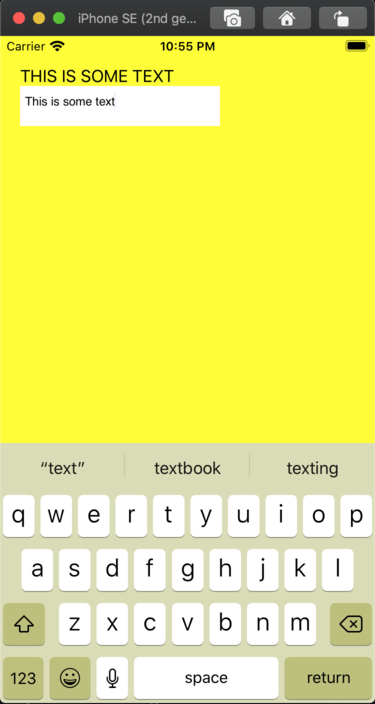 iPhone SE (2nd ge...
Carrier 10:55 PM
THIS IS SOME TEXT
This is some text
“text” textbook texting
q w e r t y u i o p
a s d f g h j k l
z x c v b n m
123 space return